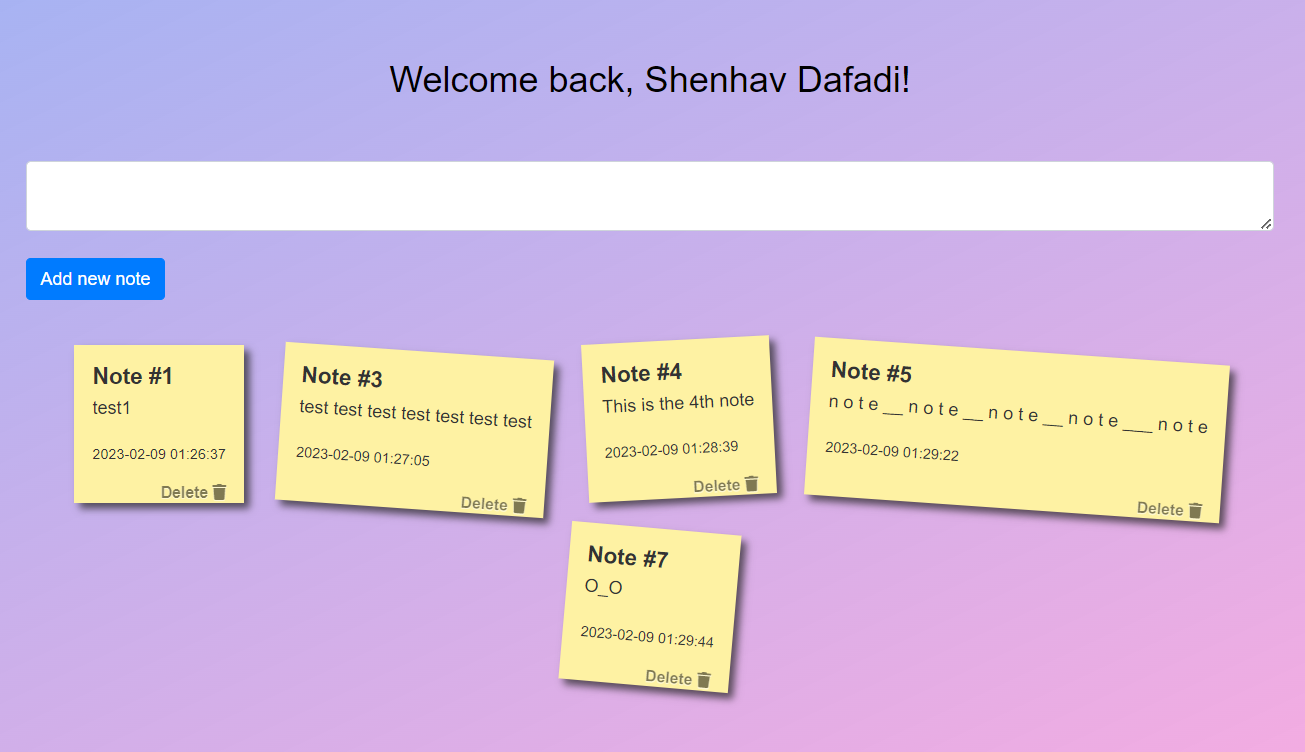 Welcome back, Shenhav Dafadi!
Add new note
Note #1
test1
2023-02-09 01:26:37
Delete
Note #3
test test test test test test test
2023-02-09 01:27:05
Delete
Note #4
This is the 4th note
2023-02-09 01:28:39
Delete
Note #5
n o t e __ n o t e __ n o t e __ n o t e ___ n o t e
2023-02-09 01:29:22
Delete
Note #7
O_O
2023-02-09 01:29:44
Delete